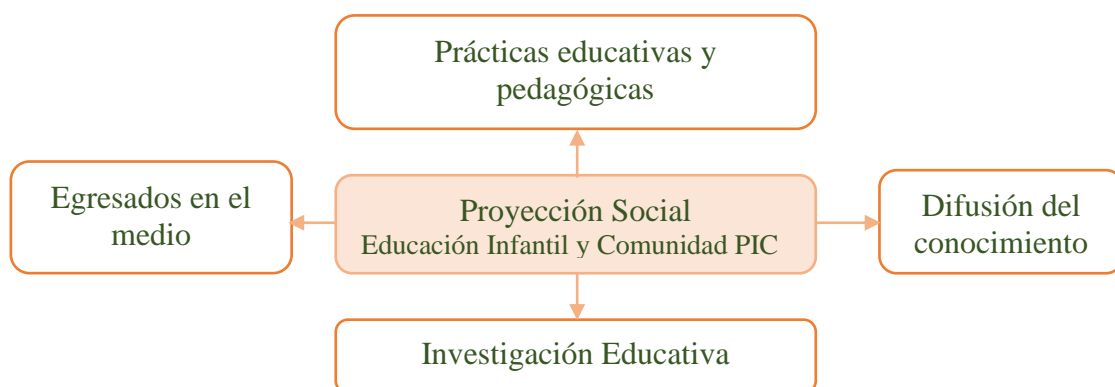 Prácticas educativas y
pedagógicas
Egresados en el
medio
Proyección Social
Educación Infantil y Comunidad PIC
Difusión del
conocimiento
Investigación Educativa